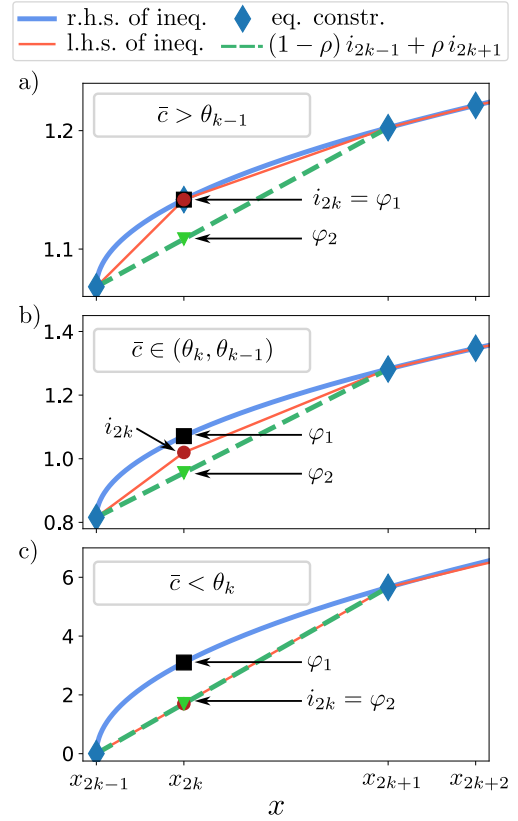 r.h.s. of ineq. eq. constr.
l.h.s. of ineq. (1 − ρ) i₂ₖ₋₁ + ρ i₂ₖ₊₁
a)
c̄ > θₖ₋₁
1.2
i₂ₖ = φ₁
φ₂
1.1
b)
1.4
c̄ ∈ (θₖ, θₖ₋₁)
1.2
i₂ₖ
φ₁
1.0
φ₂
0.8
c)
c̄ < θₖ
6
4
φ₁
2
i₂ₖ = φ₂
0
x₂ₖ₋₁ x₂ₖ x₂ₖ₊₁ x₂ₖ₊₂
x